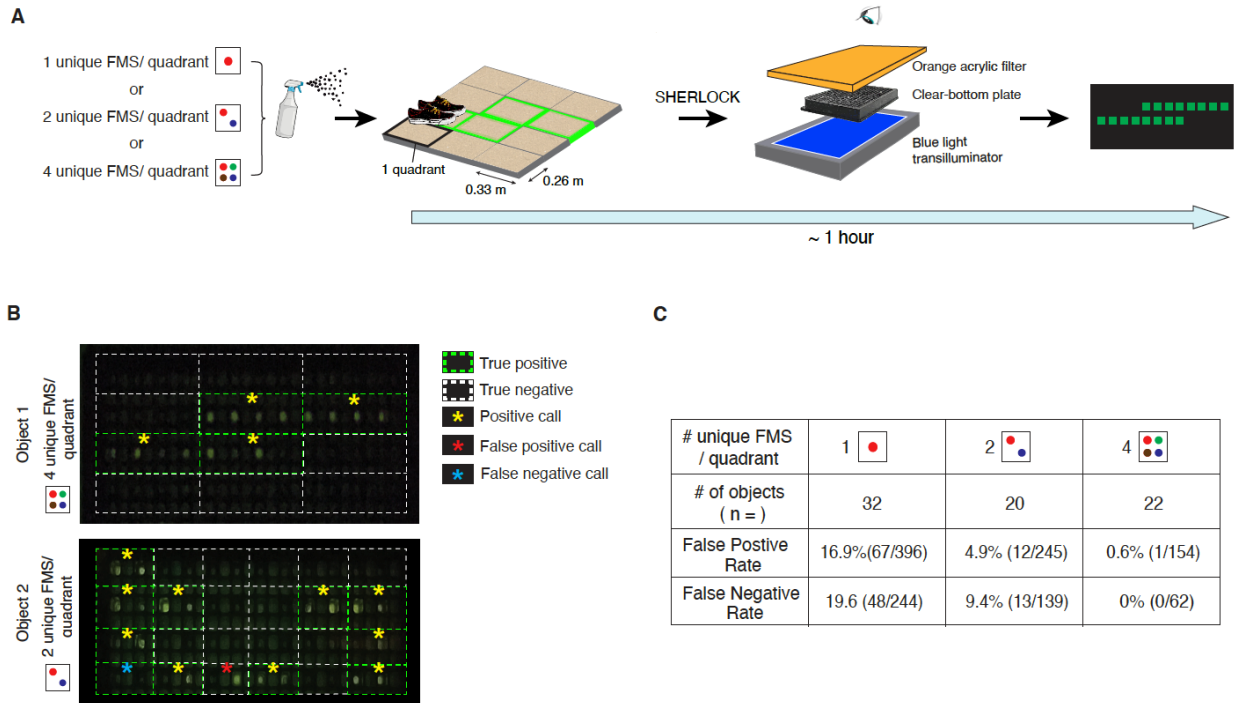 A
1 unique FMS/ quadrant
or
2 unique FMS/ quadrant
or
4 unique FMS/ quadrant
1 quadrant
0.33 m
0.26 m
SHERLOCK
Orange acrylic filter
Clear-bottom plate
Blue light
transilluminator
~ 1 hour
B
Object 1
4 unique FMS/
quadrant
Object 2
2 unique FMS/
quadrant
True positive
True negative
* Positive call
* False positive call
* False negative call
C
# unique FMS
/ quadrant
1
2
4
# of objects
( n = )
32
20
22
False Postive
Rate
16.9%(67/396)
4.9% (12/245)
0.6% (1/154)
False Negative
Rate
19.6 (48/244)
9.4% (13/139)
0% (0/62)